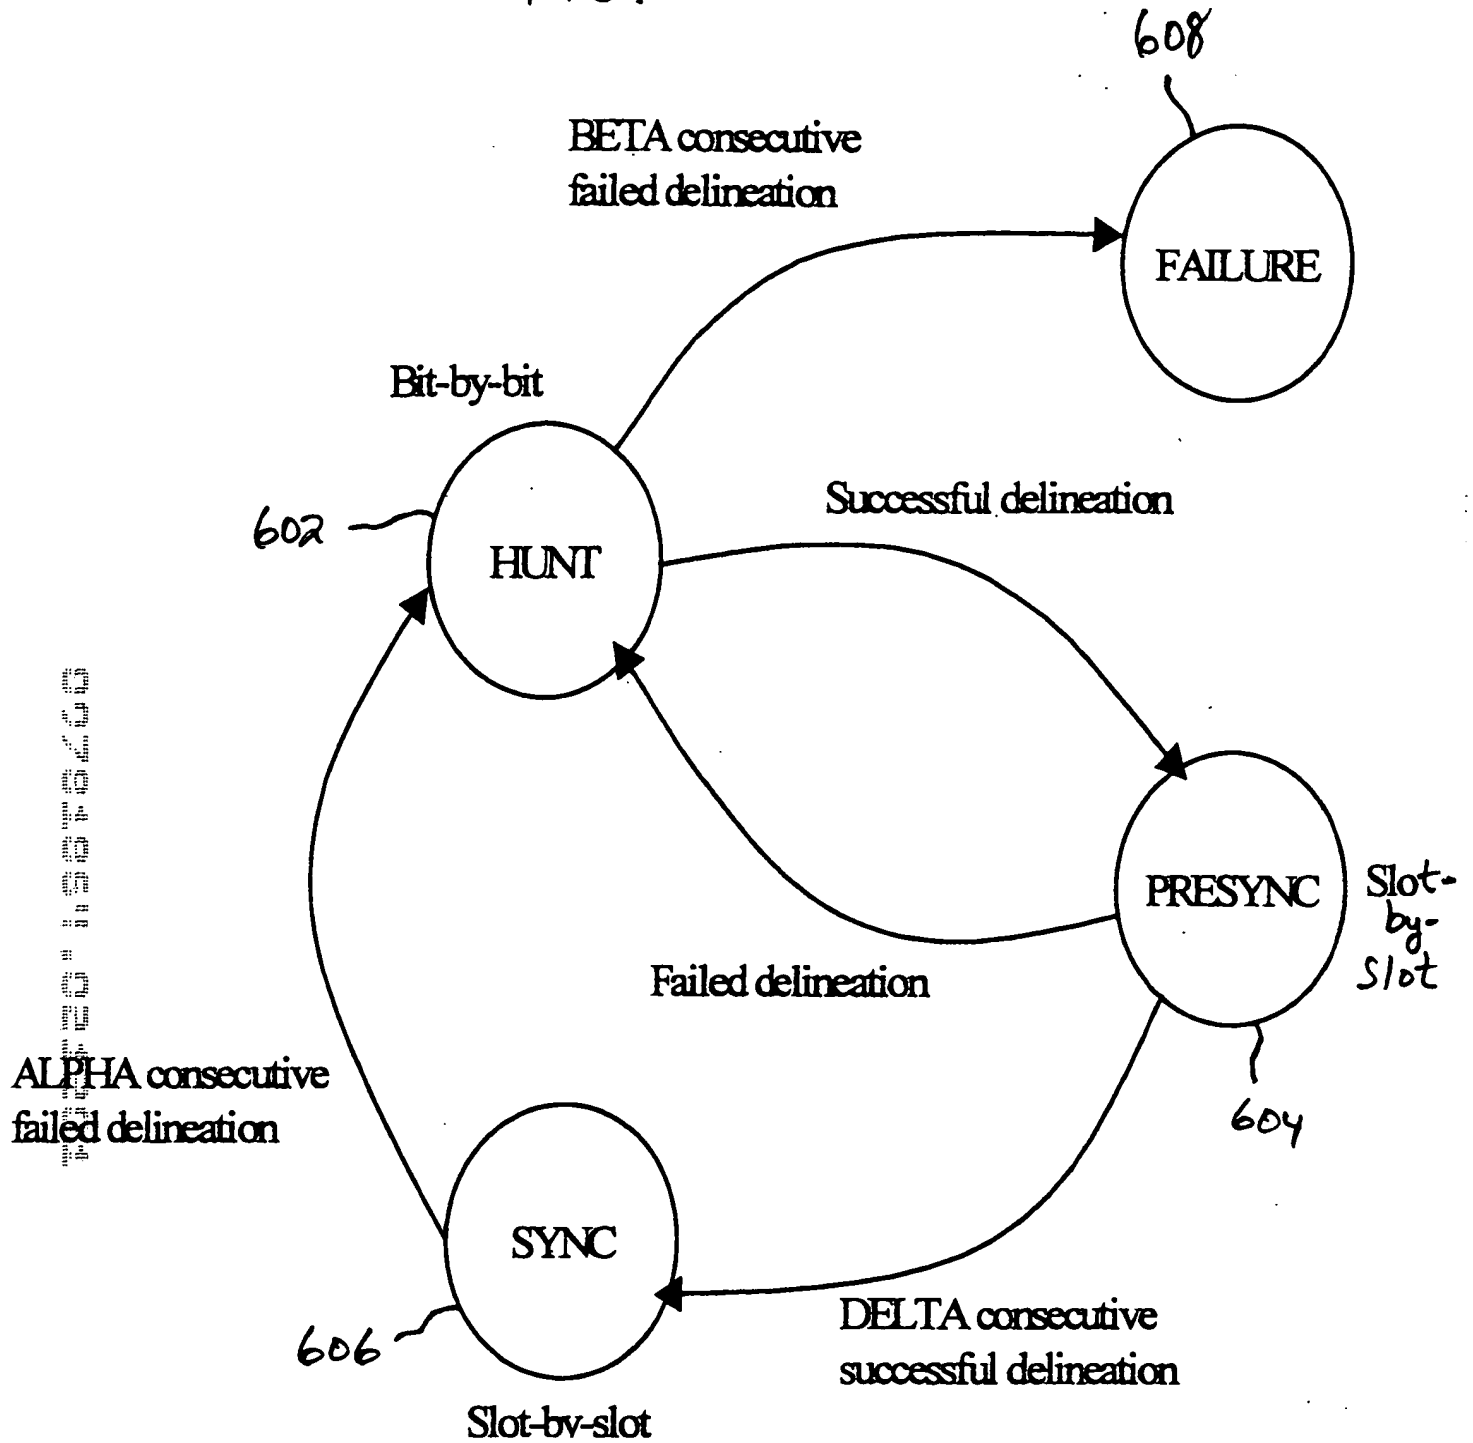 608
BETA consecutive
failed delineation
FAILURE
Bit-by-bit
Successful delineation
602
HUNT
PRESYNC
Slot-
by-
Slot
Failed delineation
ALPHA consecutive
failed delineation
604
SYNC
606
DELTA consecutive
successful delineation
Slot-by-slot